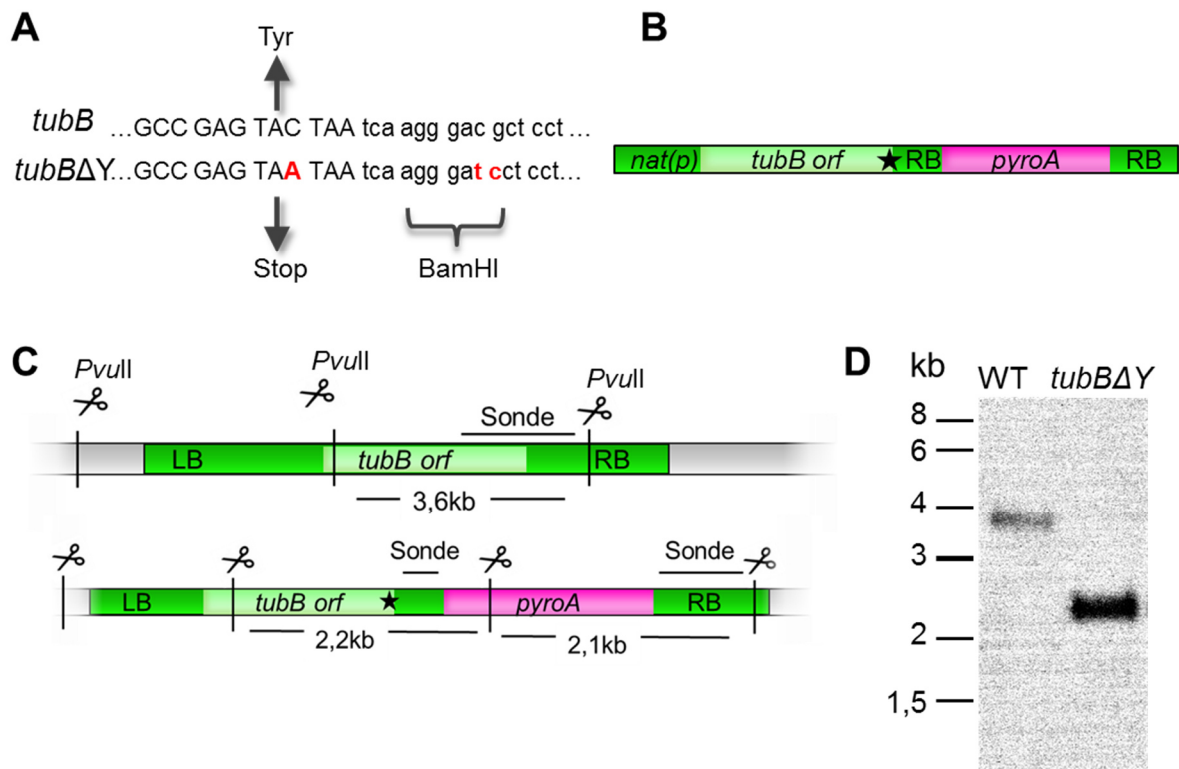 A
Tyr
tubB ...GCC GAG TAC TAA tca agg gac gct cct ...
tubBΔY ...GCC GAG TAA TAA tca agg gat cct cct...
Stop
BamHI
B
nat(p) tubB orf RB pyroA RB
C
PvuII PvuII PvuII
Sonde
LB tubB orf RB
3,6kb
Sonde Sonde
LB tubB orf pyroA RB
2,2kb 2,1kb
D
kb WT tubBΔY
8
6
4
3
2
1,5